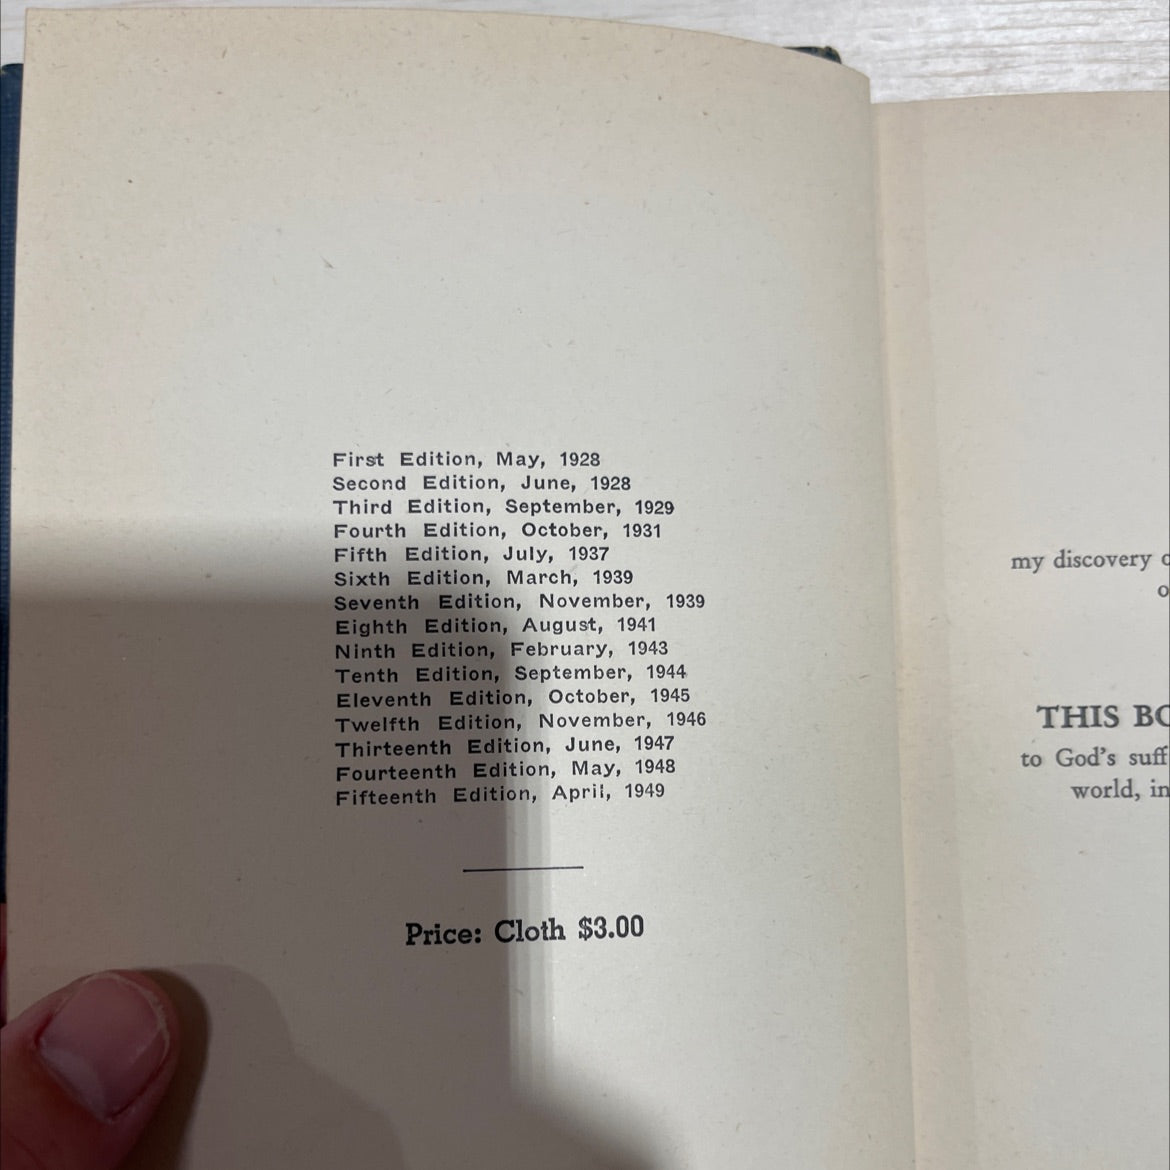 First Edition, May, 1928
Second Edition, June, 1928
Third Edition, September, 1929
Fourth Edition, October, 1931
Fifth Edition, July, 1937
Sixth Edition, March, 1939
Seventh Edition, November, 1939
Eighth Edition, August, 1941
Ninth Edition, February, 1943
Tenth Edition, September, 1944
Eleventh Edition, October, 1945
Twelfth Edition, November, 1946
Thirteenth Edition, June, 1947
Fourteenth Edition, May, 1948
Fifteenth Edition, April, 1949
Price: Cloth $3.00
my discovery
THIS
to God's
world, in